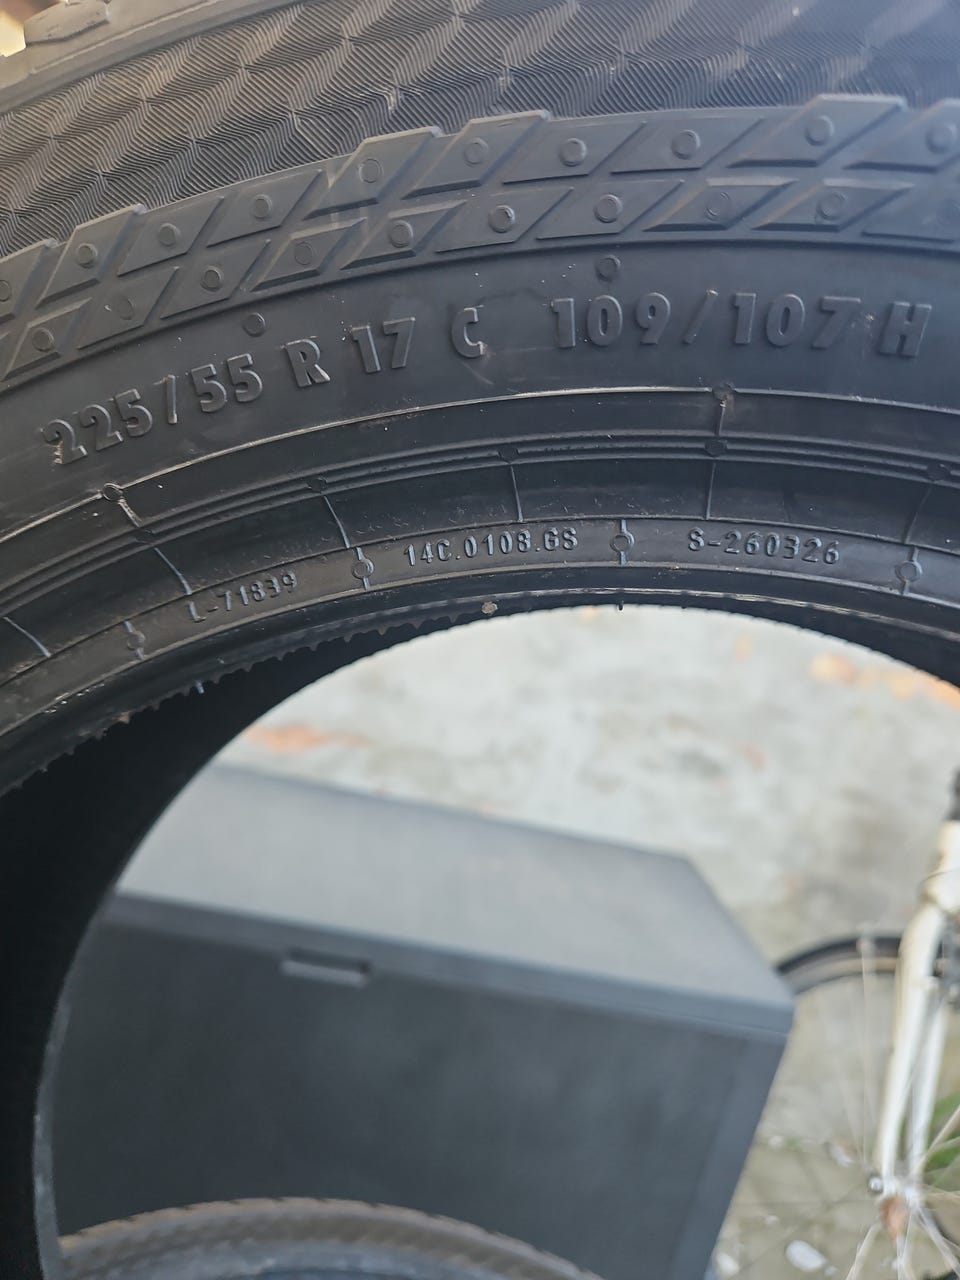 225/55 R 17 C 109/107 H
L-71839 14C.0108.GS S-260326